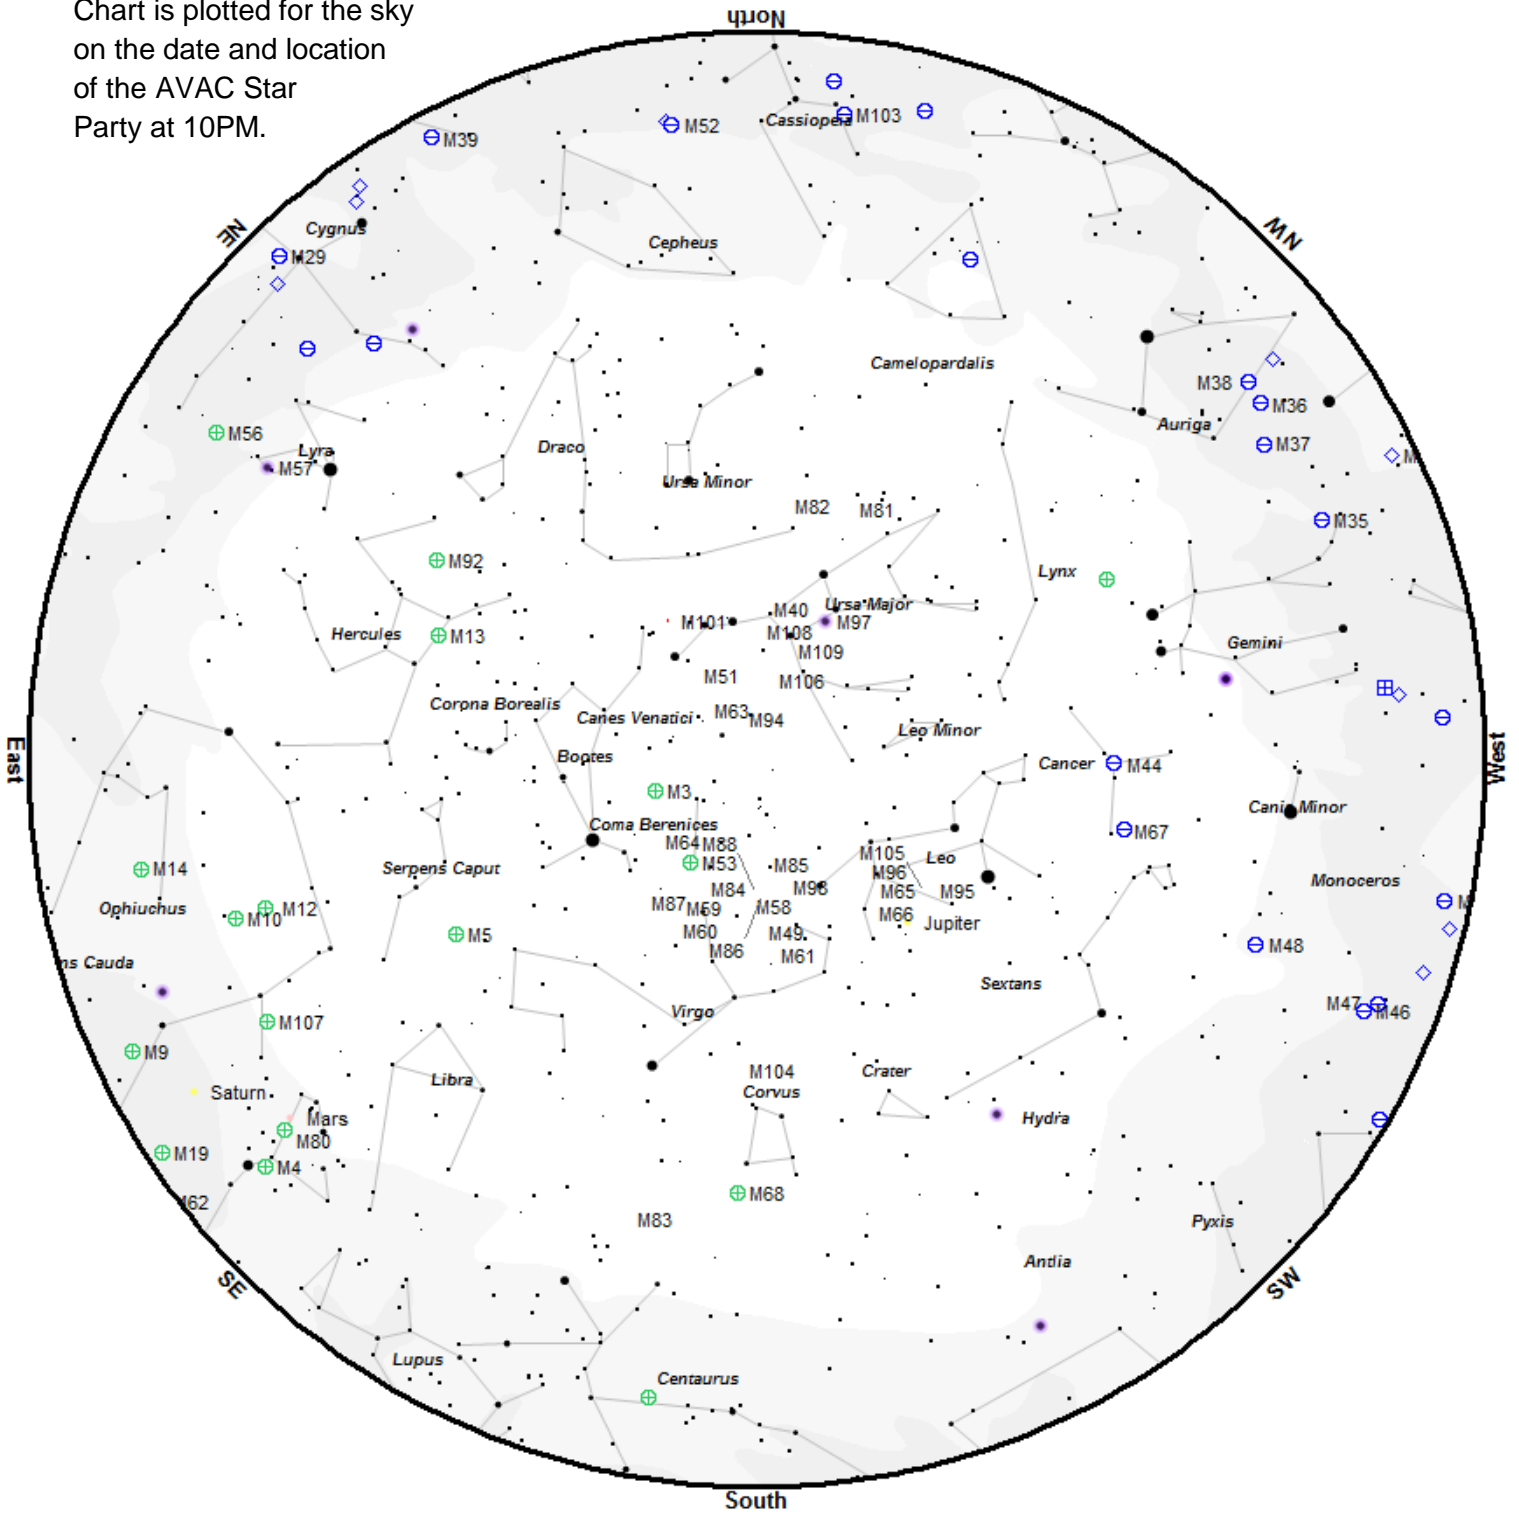 Chart is plotted for the sky
on the date and location
of the AVAC Star
Party at 10PM.
North
M39
M52
Cassiopeia
M103
NE
NW
Cygnus
Cepheus
M29
Camelopardalis
M38
M36
Auriga
M56
Lyra
M57
Draco
M37
Ursa Minor
M82
M81
M35
M92
Lynx
Hercules
M13
M101
M40
Ursa Major
M108
M97
M109
Gemini
M51
M106
Corona Borealis
Canes Venatici
M63
M94
Leo Minor
East
West
Bootes
Cancer
M44
M3
Canis Minor
Coma Berenices
M67
M64
M88
M105
Leo
M53
M85
M96
Serpens Caput
M14
M84
M98
M65
M95
Monoceros
Ophiuchus
M12
M10
M87
M59
M58
M66
Jupiter
M5
M60
M49
M48
M86
M61
ns Cauda
Sextans
Virgo
M47
M46
M107
M9
Libra
M104
Corvus
Crater
Saturn
Mars
Hydra
M80
M19
M4
M62
M68
M83
Pyxis
Antlia
SE
SW
Lupus
Centaurus
South